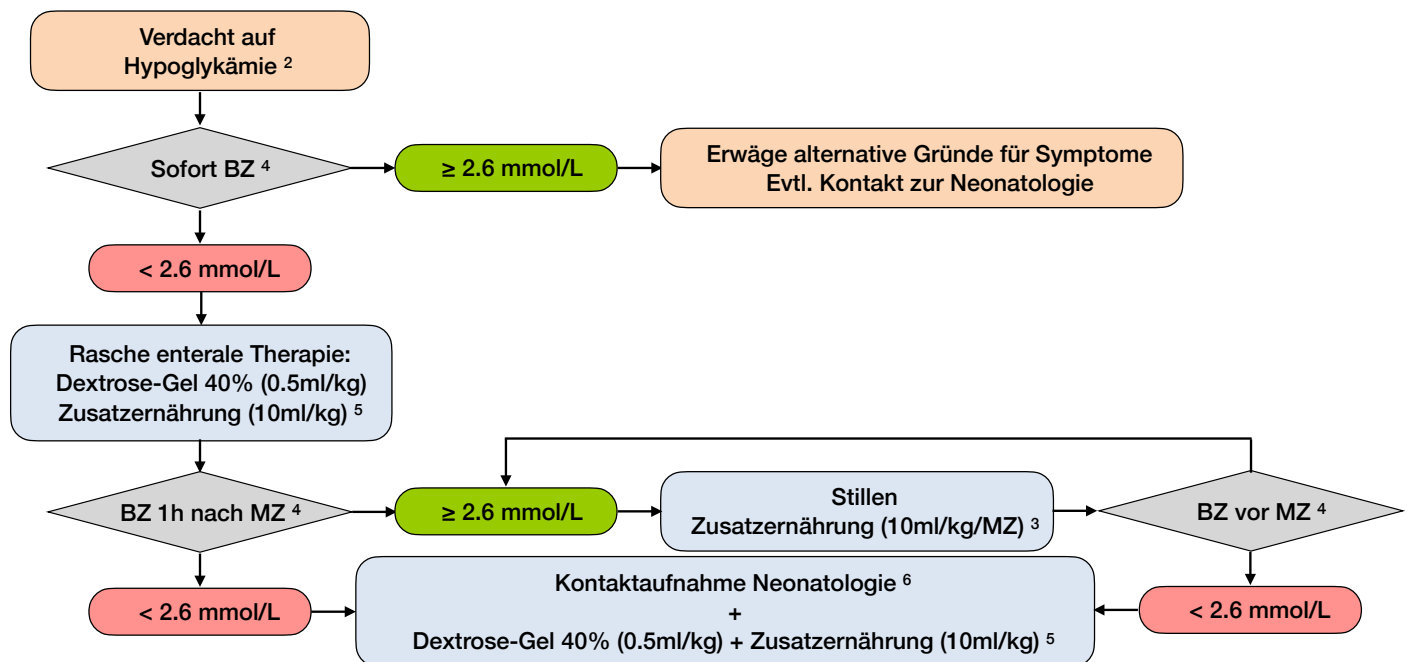 Verdacht auf
Hypoglykämie ²
Sofort BZ ⁴
≥ 2.6 mmol/L
Erwäge alternative Gründe für Symptome
Evtl. Kontakt zur Neonatologie
< 2.6 mmol/L
Rasche enterale Therapie:
Dextrose-Gel 40% (0.5ml/kg)
Zusatzernährung (10ml/kg) ⁵
BZ 1h nach MZ ⁴
≥ 2.6 mmol/L
Stillen
Zusatzernährung (10ml/kg/MZ) ³
BZ vor MZ ⁴
< 2.6 mmol/L
Kontaktaufnahme Neonatologie ⁶
+
Dextrose-Gel 40% (0.5ml/kg) + Zusatzernährung (10ml/kg) ⁵
< 2.6 mmol/L